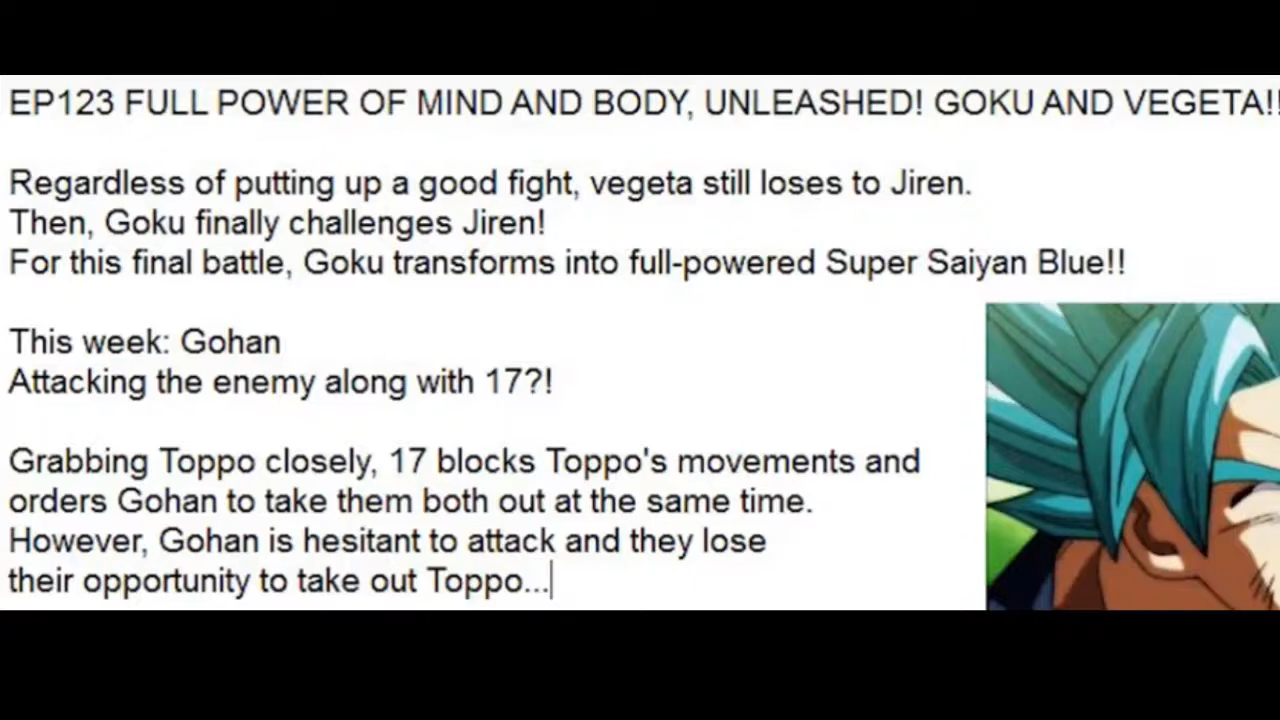 EP123 FULL POWER OF MIND AND BODY, UNLEASHED! GOKU AND VEGETA!!
Regardless of putting up a good fight, vegeta still loses to Jiren.
Then, Goku finally challenges Jiren!
For this final battle, Goku transforms into full-powered Super Saiyan Blue!!
This week: Gohan
Attacking the enemy along with 17?!
Grabbing Toppo closely, 17 blocks Toppo's movements and
orders Gohan to take them both out at the same time.
However, Gohan is hesitant to attack and they lose
their opportunity to take out Toppo...